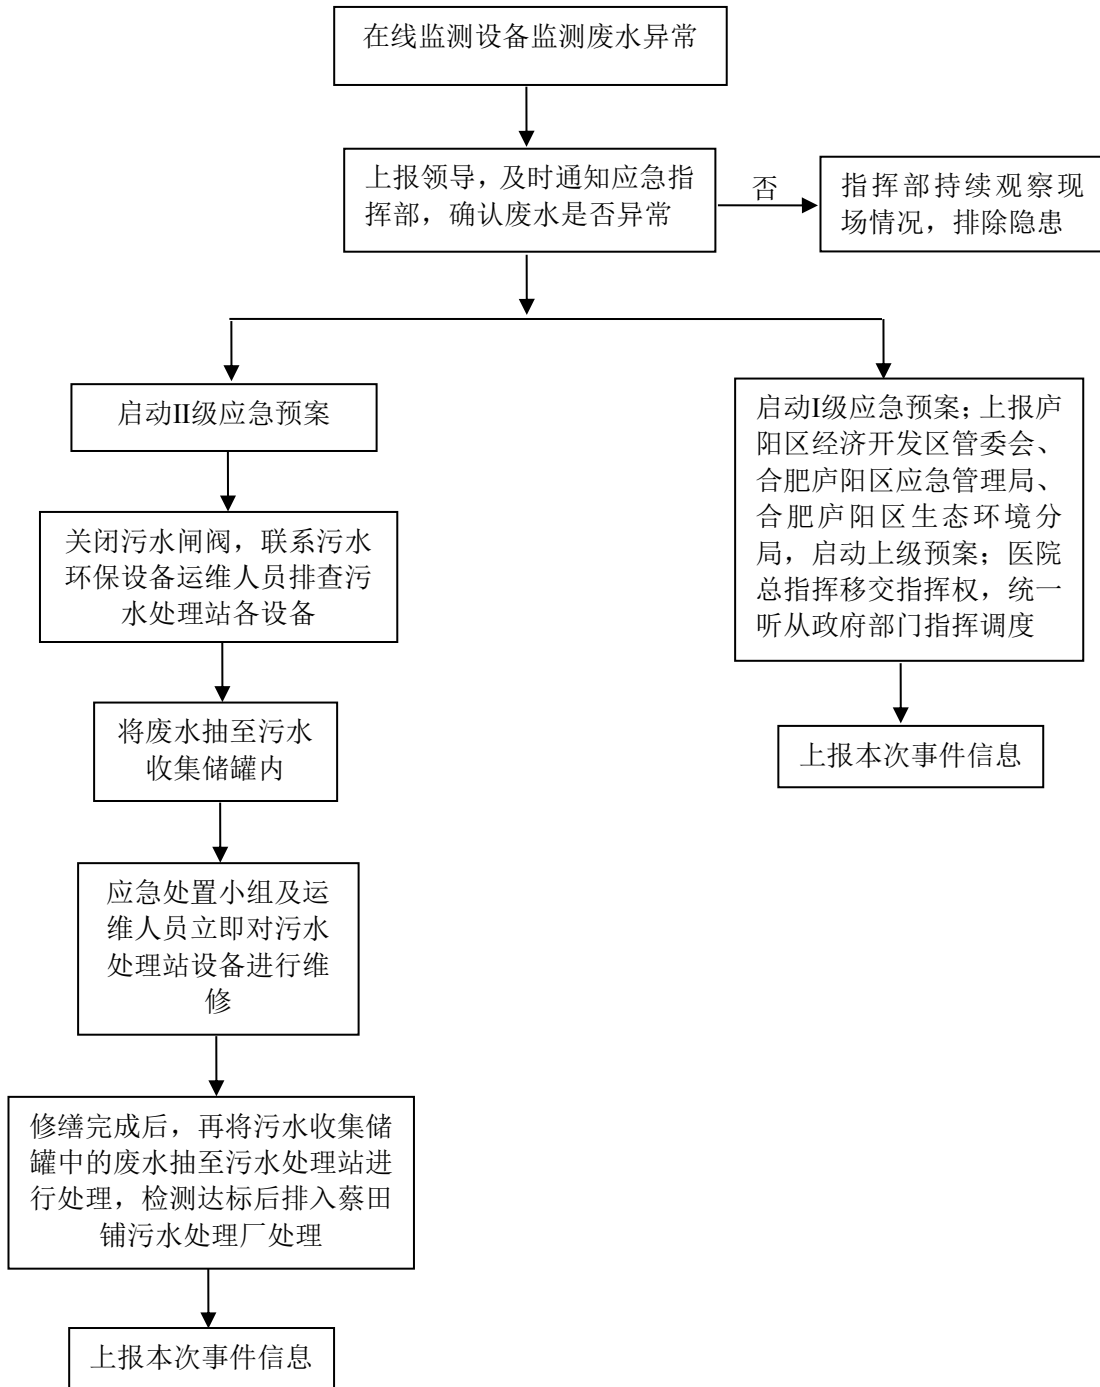 在线监测设备监测废水异常
上报领导，及时通知应急指
挥部，确认废水是否异常
否
指挥部持续观察现
场情况，排除隐患
启动II级应急预案
关闭污水闸阀，联系污水
环保设备运维人员排查污
水处理站各设备
将废水抽至污水
收集储罐内
应急处置小组及运
维人员立即对污水
处理站设备进行维
修
修缮完成后，再将污水收集储
罐中的废水抽至污水处理站进
行处理，检测达标后排入蔡田
铺污水处理厂处理
上报本次事件信息
启动I级应急预案；上报庐
阳区经济开发区管委会、
合肥庐阳区应急管理局、
合肥庐阳区生态环境分
局，启动上级预案；医院
总指挥移交指挥权，统一
听从政府部门指挥调度
上报本次事件信息